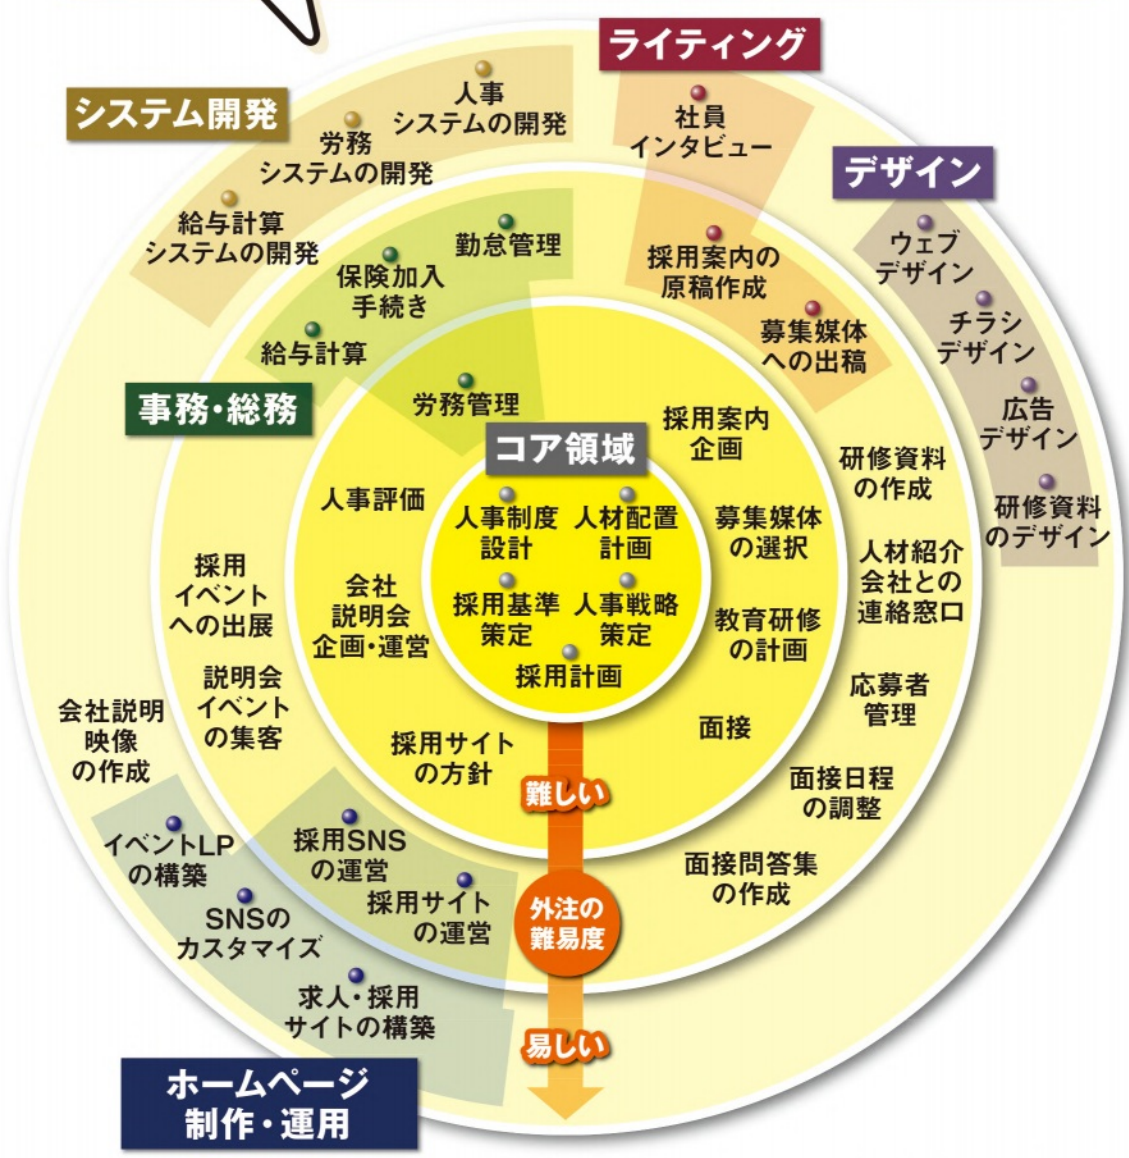 ライティング
システム開発
人事
システムの開発
労務
システムの開発
給与計算
システムの開発
社員
インタビュー
デザイン
ウェブ
デザイン
チラシ
デザイン
広告
デザイン
研修資料
のデザイン
勤怠管理
保険加入
手続き
給与計算
労務管理
事務・総務
採用案内の
原稿作成
募集媒体
への出稿
コア領域
人事制度
設計
人材配置
計画
採用基準
策定
人事戦略
策定
採用計画
採用案内
企画
募集媒体
の選択
教育研修
の計画
面接
人事評価
会社
説明会
企画・運営
採用サイト
の方針
研修資料
の作成
人材紹介
会社との
連絡窓口
応募者
管理
面接日程
の調整
面接問答集
の作成
採用
イベント
への出展
説明会
イベント
の集客
会社説明
映像
の作成
イベントLP
の構築
SNSの
カスタマイズ
求人・採用
サイトの構築
採用SNS
の運営
採用サイト
の運営
難しい
外注の
難易度
易しい
ホームページ
制作・運用